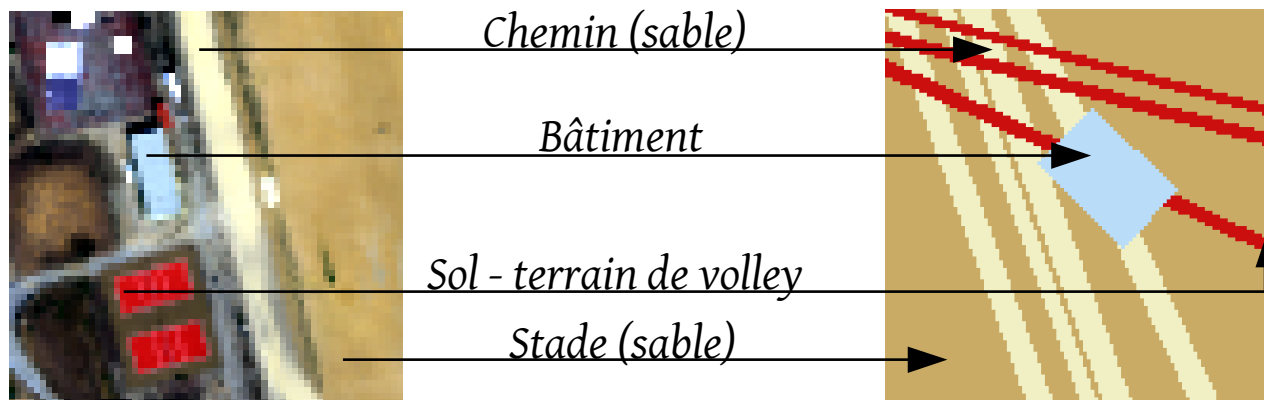 Chemin (sable)
Bâtiment
Sol - terrain de volley
Stade (sable)